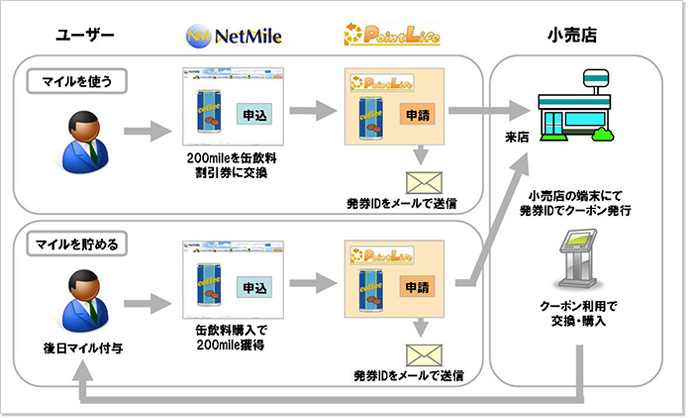 ユーザー
NM NetMile
PointLife
小売店
マイルを使う
NetMile
申込
200mileを缶飲料
割引券に交換
PointLife
coffee
申請
発券IDをメールで送信
来店
小売店の端末にて
発券IDでクーポン発行
クーポン利用で
交換・購入
マイルを貯める
後日マイル付与
NetMile
coffee
申込
缶飲料購入で
200mile獲得
PointLife
coffee
申請
発券IDをメールで送信